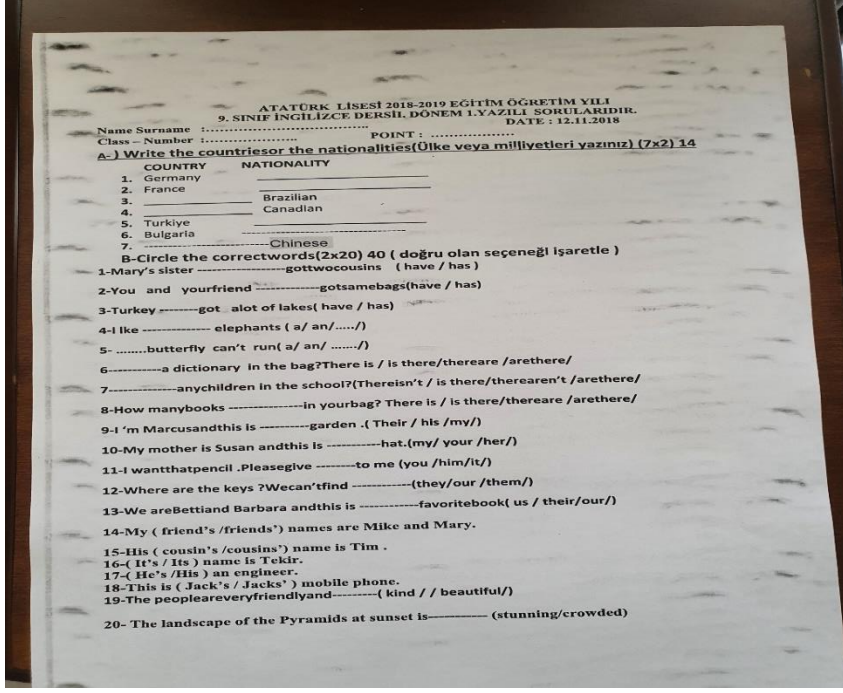 ATATÜRK LİSESİ 2018-2019 EĞİTİM ÖĞRETİM YILI
9. SINIF İNGİLİZCE DERSİI. DÖNEM 1.YAZILI SORULARIDIR.
Name Surname :.................................. DATE : 12.11.2018
Class – Number :.................... POINT : .................
A- ) Write the countriesor the nationalities(Ülke veya milliyetleri yazınız) (7x2) 14
COUNTRY NATIONALITY
1. Germany ____________________
2. France ____________________
3. ______________ Brazilian
4. ______________ Canadian
5. Turkiye ____________________
6. Bulgaria -----------------------------
7. ----------------------Chinese
B-Circle the correctwords(2x20) 40 ( doğru olan seçeneğI işaretle )
1-Mary's sister ------------------gottwocousins ( have / has )
2-You and yourfriend -------------gotsamebags(have / has)
3-Turkey --------got alot of lakes( have / has)
4-I lke -------------- elephants ( a/ an/...../)
5- ........butterfly can't run( a/ an/ ......./)
6-----------a dictionary in the bag?There is / is there/thereare /arethere/
7--------------anychildren in the school?(Thereisn't / is there/therearen't /arethere/
8-How manybooks ---------------in yourbag? There is / is there/thereare /arethere/
9-I 'm Marcusandthis is ----------garden .( Their / his /my/)
10-My mother is Susan andthis is -----------hat.(my/ your /her/)
11-I wantthatpencil .Pleasegive --------to me (you /him/it/)
12-Where are the keys ?Wecan'tfind ------------(they/our /them/)
13-We areBettiand Barbara andthis is ------------favoritebook( us / their/our/)
14-My ( friend's /friends') names are Mike and Mary.
15-His ( cousin's /cousins') name is Tim .
16-( It's / Its ) name is Tekir.
17-( He's /His ) an engineer.
18-This is ( Jack's / Jacks' ) mobile phone.
19-The peopleareveryfriendlyand---------( kind / / beautiful/)
20- The landscape of the Pyramids at sunset is------------ (stunning/crowded)